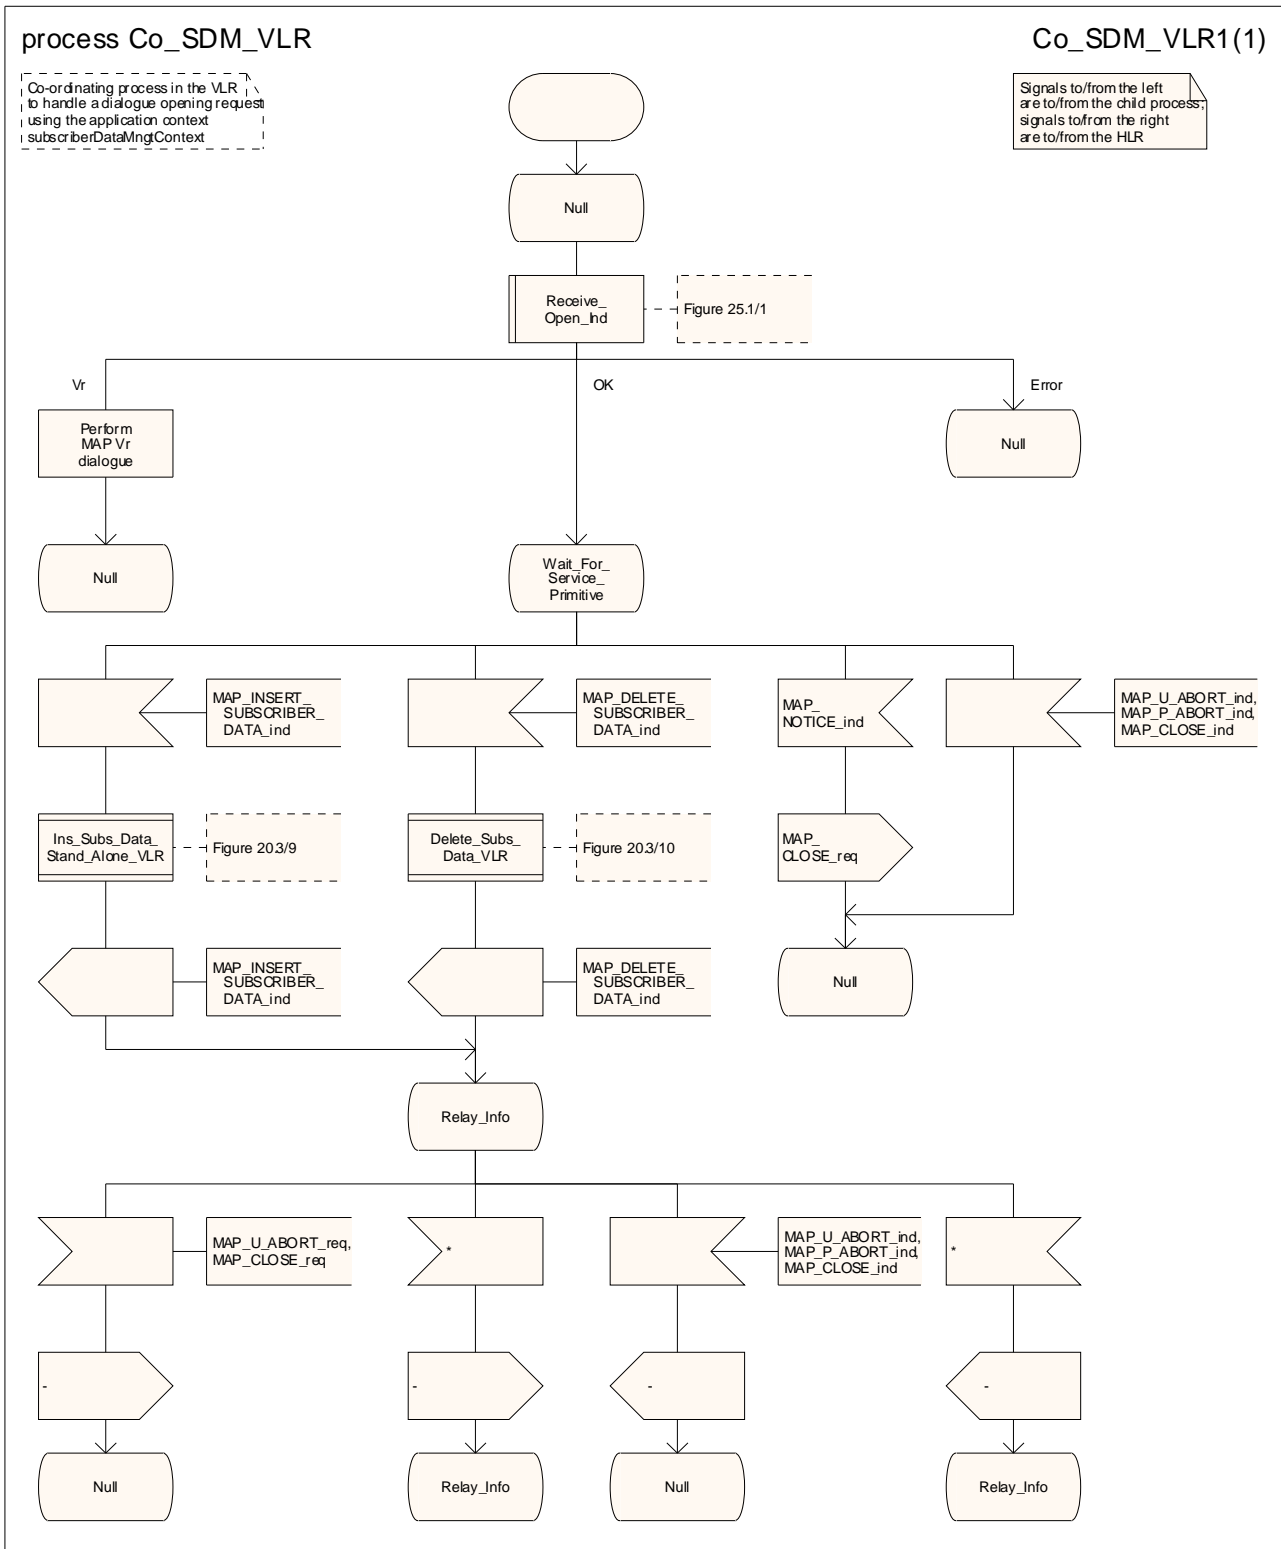 process Co_SDM_VLR
Co_SDM_VLR1(1)
Co-ordinating process in the VLR
to handle a dialogue opening request
using the application context
subscriberDataMngtContext
Signals to/from the left
are to/from the child process;
signals to/from the right
are to/from the HLR
Null
Receive_
Open_Ind
Figure 25.1/1
Vr
OK
Error
Perform
MAP Vr
dialogue
Null
Null
Wait_For_
Service_
Primitive
MAP_INSERT_
SUBSCRIBER_
DATA_ind
MAP_DELETE_
SUBSCRIBER_
DATA_ind
MAP_
NOTICE_ind
MAP_U_ABORT_ind,
MAP_P_ABORT_ind,
MAP_CLOSE_ind
Ins_Subs_Data_
Stand_Alone_VLR
Figure 20.3/9
Delete_Subs_
Data_VLR
Figure 20.3/10
MAP_
CLOSE_req
MAP_INSERT_
SUBSCRIBER_
DATA_ind
MAP_DELETE_
SUBSCRIBER_
DATA_ind
Null
Relay_Info
MAP_U_ABORT_req,
MAP_CLOSE_req
*
MAP_U_ABORT_ind,
MAP_P_ABORT_ind,
MAP_CLOSE_ind
*
-
-
-
-
Null
Relay_Info
Null
Relay_Info